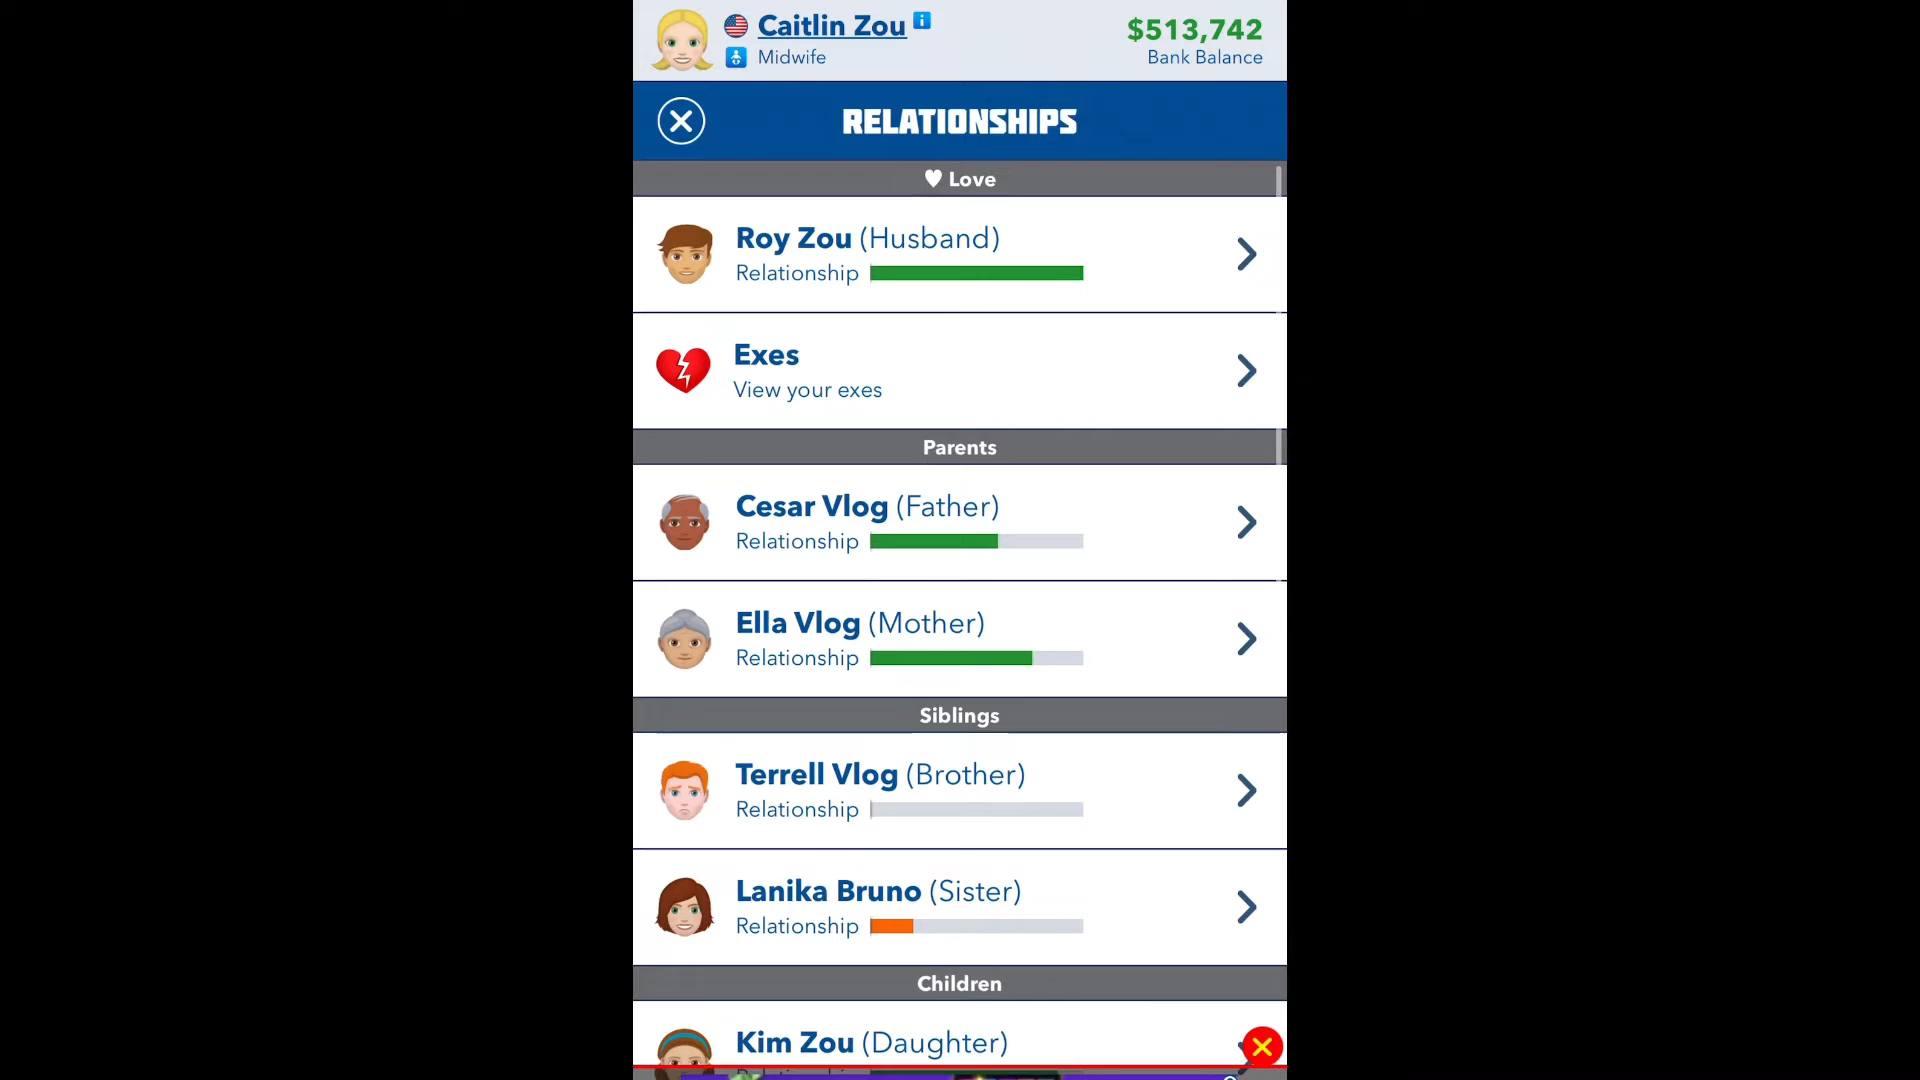 Caitlin Zou
Midwife
$513,742
Bank Balance
RELATIONSHIPS
Love
Roy Zou (Husband)
Relationship
Exes
View your exes
Parents
Cesar Vlog (Father)
Relationship
Ella Vlog (Mother)
Relationship
Siblings
Terrell Vlog (Brother)
Relationship
Lanika Bruno (Sister)
Relationship
Children
Kim Zou (Daughter)